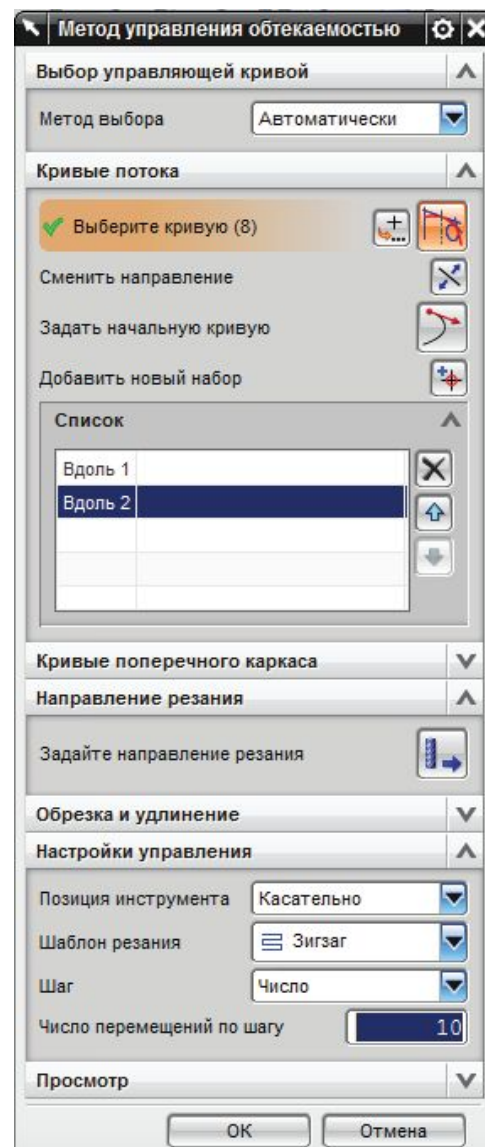 Метод управления обтекаемостью
Выбор управляющей кривой
Метод выбора Автоматически
Кривые потока
Выберите кривую (8)
Сменить направление
Задать начальную кривую
Добавить новый набор
Список
Вдоль 1
Вдоль 2
Кривые поперечного каркаса
Направление резания
Задайте направление резания
Обрезка и удлинение
Настройки управления
Позиция инструмента Касательно
Шаблон резания Зигзаг
Шаг Число
Число перемещений по шагу 10
Просмотр
ОК Отмена